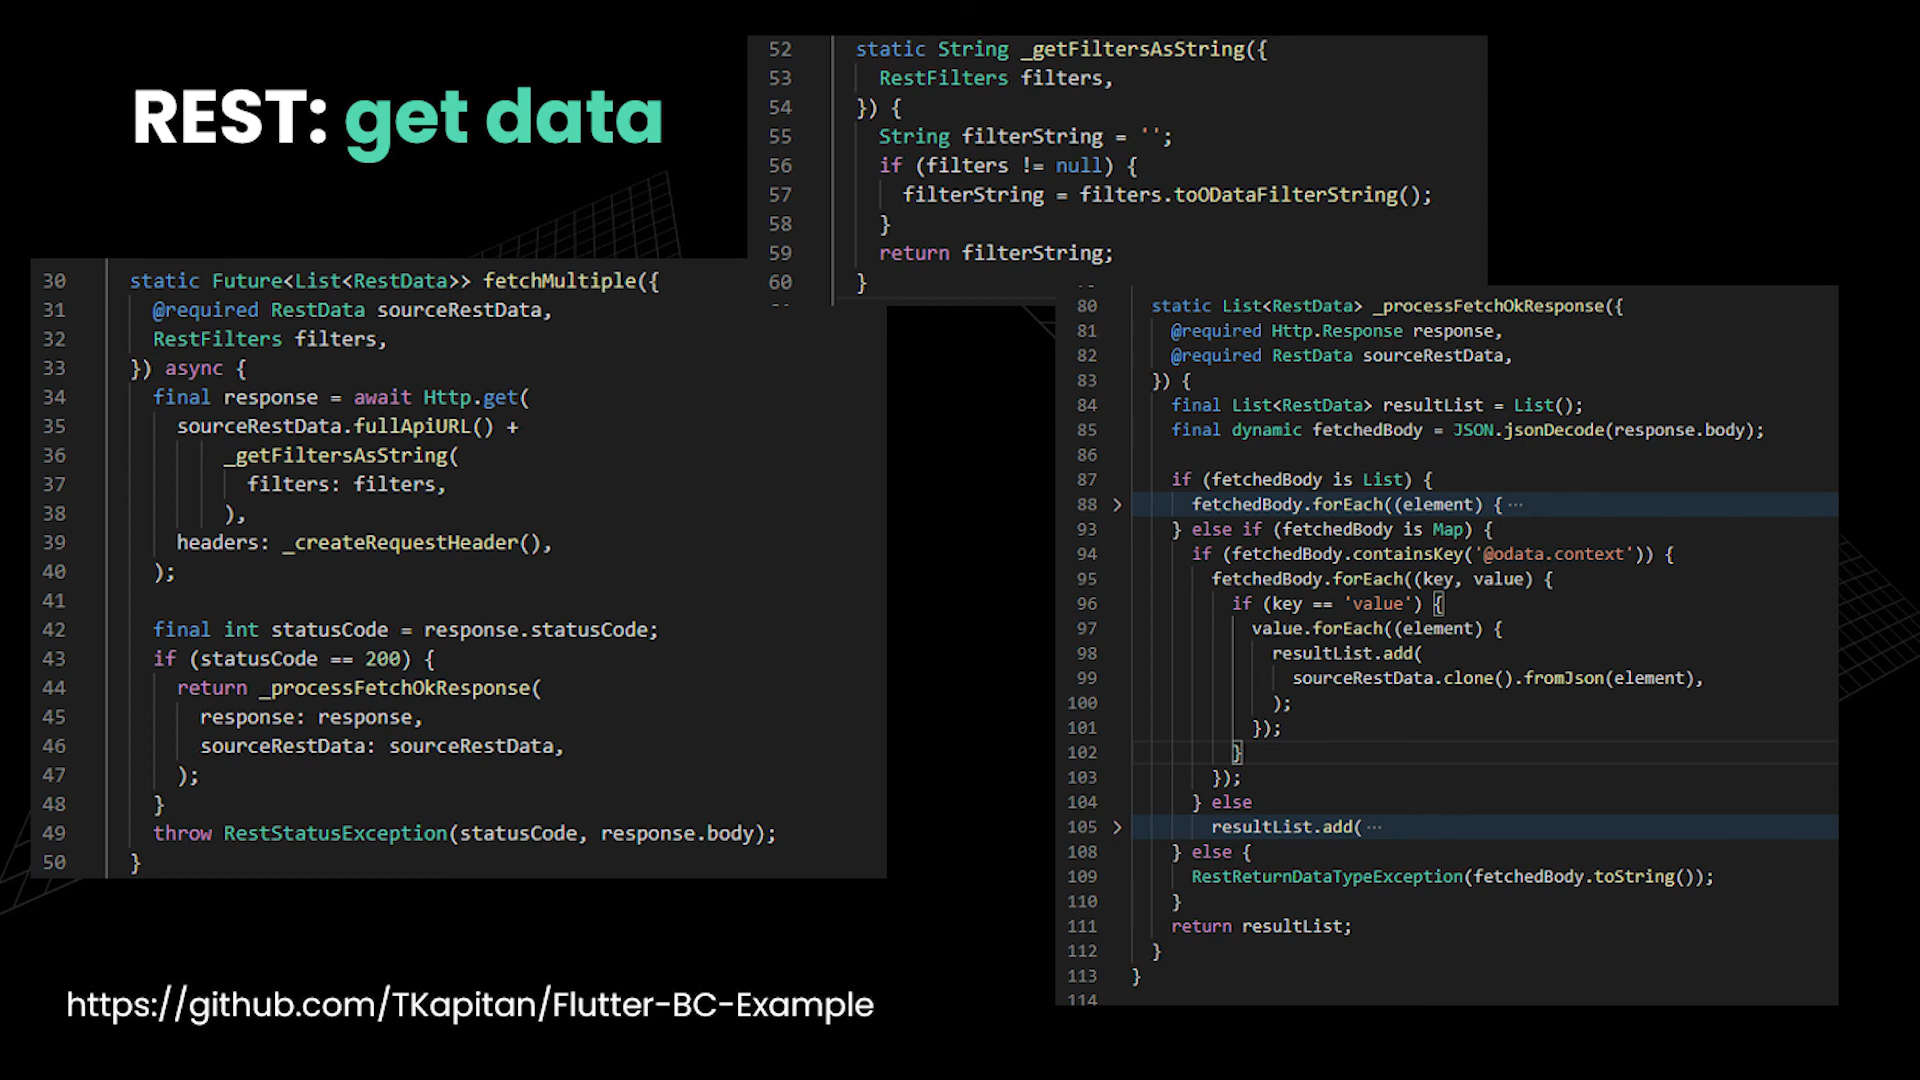 REST: get data
30 static Future<List<RestData>> fetchMultiple({
31 @required RestData sourceRestData,
32 RestFilters filters,
33 }) async {
34 final response = await Http.get(
35 sourceRestData.fullApiURL() +
36 _getFiltersAsString(
37 filters: filters,
38 ),
39 headers: _createRequestHeader(),
40 );
41
42 final int statusCode = response.statusCode;
43 if (statusCode == 200) {
44 return _processFetchOkResponse(
45 response: response,
46 sourceRestData: sourceRestData,
47 );
48 }
49 throw RestStatusException(statusCode, response.body);
50 }
52 static String _getFiltersAsString({
53 RestFilters filters,
54 }) {
55 String filterString = '';
56 if (filters != null) {
57 filterString = filters.toODataFilterString();
58 }
59 return filterString;
60 }
80 static List<RestData> _processFetchOkResponse({
81 @required Http.Response response,
82 @required RestData sourceRestData,
83 }) {
84 final List<RestData> resultList = List();
85 final dynamic fetchedBody = JSON.jsonDecode(response.body);
86
87 if (fetchedBody is List) {
88 > fetchedBody.forEach((element) { ···
93 } else if (fetchedBody is Map) {
94 if (fetchedBody.containsKey('@odata.context')) {
95 fetchedBody.forEach((key, value) {
96 if (key == 'value') {
97 value.forEach((element) {
98 resultList.add(
99 sourceRestData.clone().fromJson(element),
100 );
101 });
102 }
103 });
104 } else
105 > resultList.add( ···
108 } else {
109 RestReturnDataTypeException(fetchedBody.toString());
110 }
111 return resultList;
112 }
113 }
114
https://github.com/TKapitan/Flutter-BC-Example